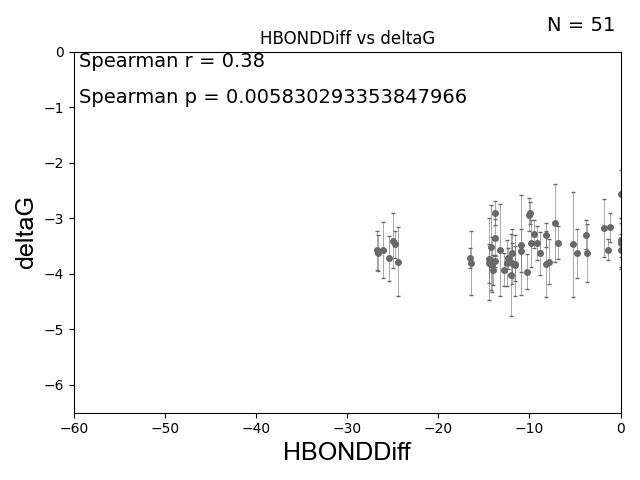 N = 51
HBONDDiff vs deltaG
Spearman r = 0.38
Spearman p = 0.005830293353847966
0
−1
−2
−3
−4
−5
−6
deltaG
−60 −50 −40 −30 −20 −10 0
HBONDDiff